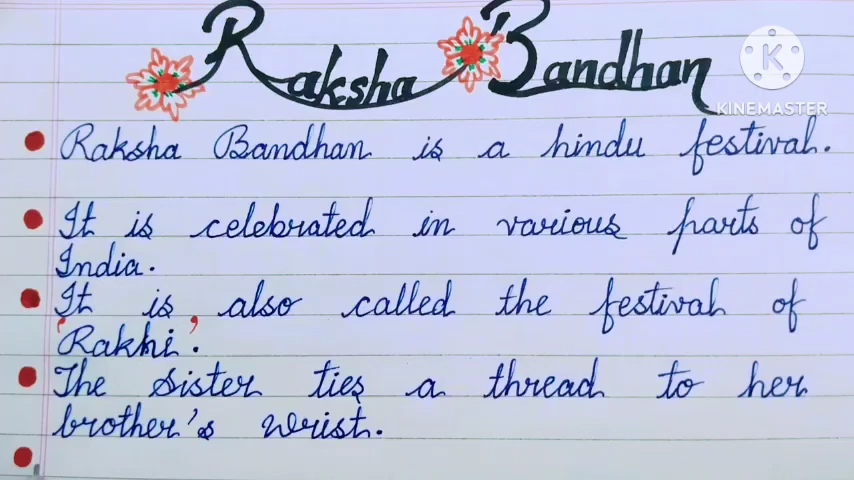 Raksha Bandhan
K
KINEMASTER
Raksha Bandhan is a hindu festival.
It is celebrated in various parts of
India.
It is also called the festival of
'Rakhi'.
The Sister ties a thread to her
brother's wrist.